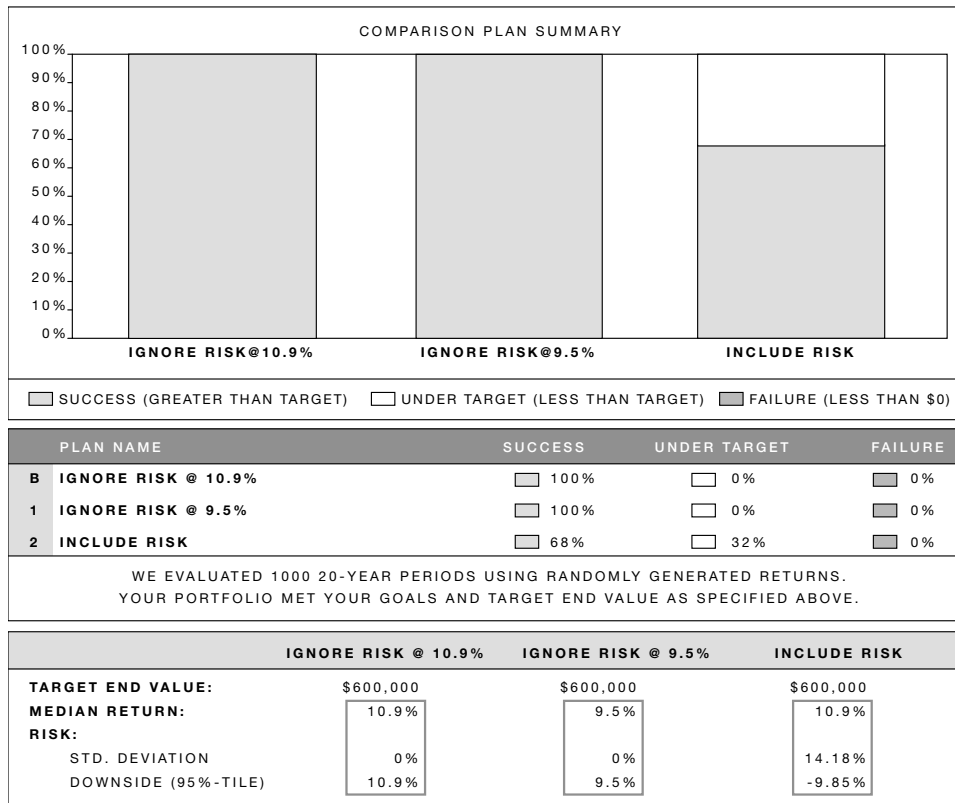 COMPARISON PLAN SUMMARY
100%
90%
80%
70%
60%
50%
40%
30%
20%
10%
0%
IGNORE RISK@10.9% IGNORE RISK@9.5% INCLUDE RISK
SUCCESS (GREATER THAN TARGET) UNDER TARGET (LESS THAN TARGET) FAILURE (LESS THAN $0)
PLAN NAME SUCCESS UNDER TARGET FAILURE
B IGNORE RISK @ 10.9% 100% 0% 0%
1 IGNORE RISK @ 9.5% 100% 0% 0%
2 INCLUDE RISK 68% 32% 0%
WE EVALUATED 1000 20-YEAR PERIODS USING RANDOMLY GENERATED RETURNS.
YOUR PORTFOLIO MET YOUR GOALS AND TARGET END VALUE AS SPECIFIED ABOVE.
IGNORE RISK @ 10.9% IGNORE RISK @ 9.5% INCLUDE RISK
TARGET END VALUE: $600,000 $600,000 $600,000
MEDIAN RETURN: 10.9% 9.5% 10.9%
RISK:
STD. DEVIATION 0% 0% 14.18%
DOWNSIDE (95%-TILE) 10.9% 9.5% -9.85%